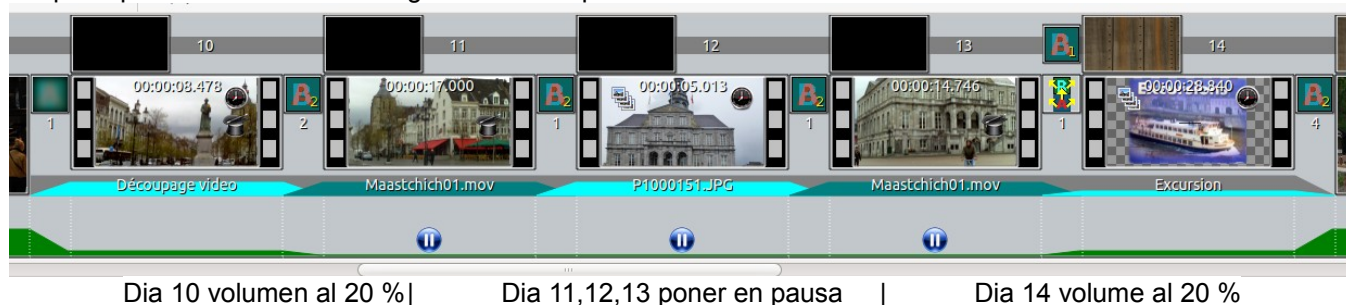 10 11 12 13 14
00:00:08.478 00:00:17.000 00:00:05.013 00:00:14.746 00:00:28.840
1 2 1 1 1 4
Découpage video Maastchich01.mov P1000151.JPG Maastchich01.mov Excursion
Dia 10 volumen al 20 %| Dia 11,12,13 poner en pausa | Dia 14 volume al 20 %